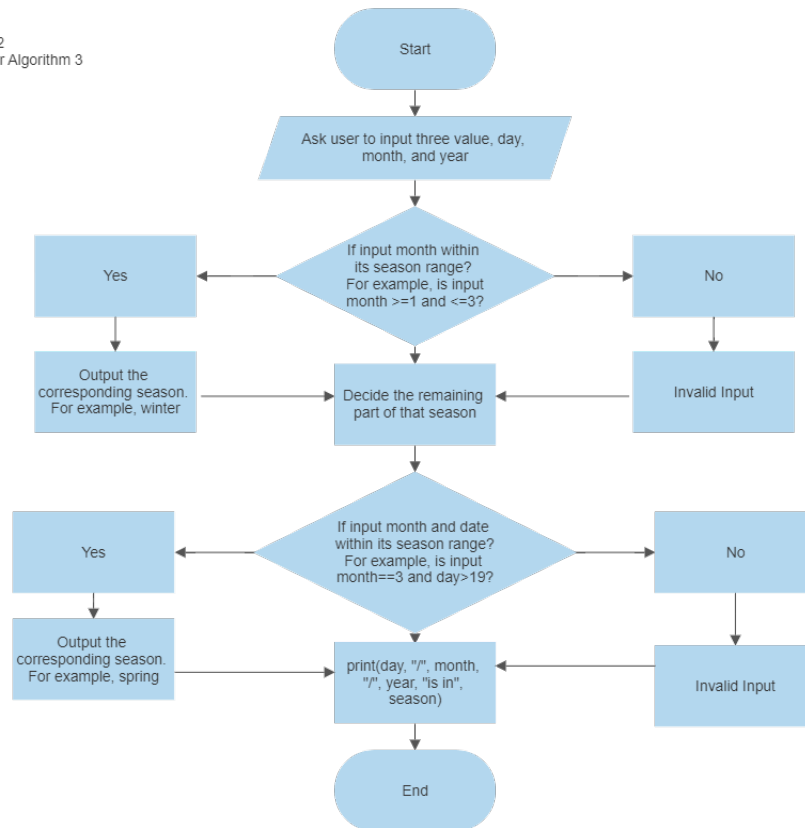 2
r Algorithm 3
Start
Ask user to input three value, day,
month, and year
If input month within
its season range?
For example, is input
month >=1 and <=3?
Yes
No
Output the
corresponding season.
For example, winter
Decide the remaining
part of that season
Invalid Input
If input month and date
within its season range?
For example, is input
month==3 and day>19?
Yes
No
Output the
corresponding season.
For example, spring
print(day, "/", month,
"/", year, "is in",
season)
Invalid Input
End